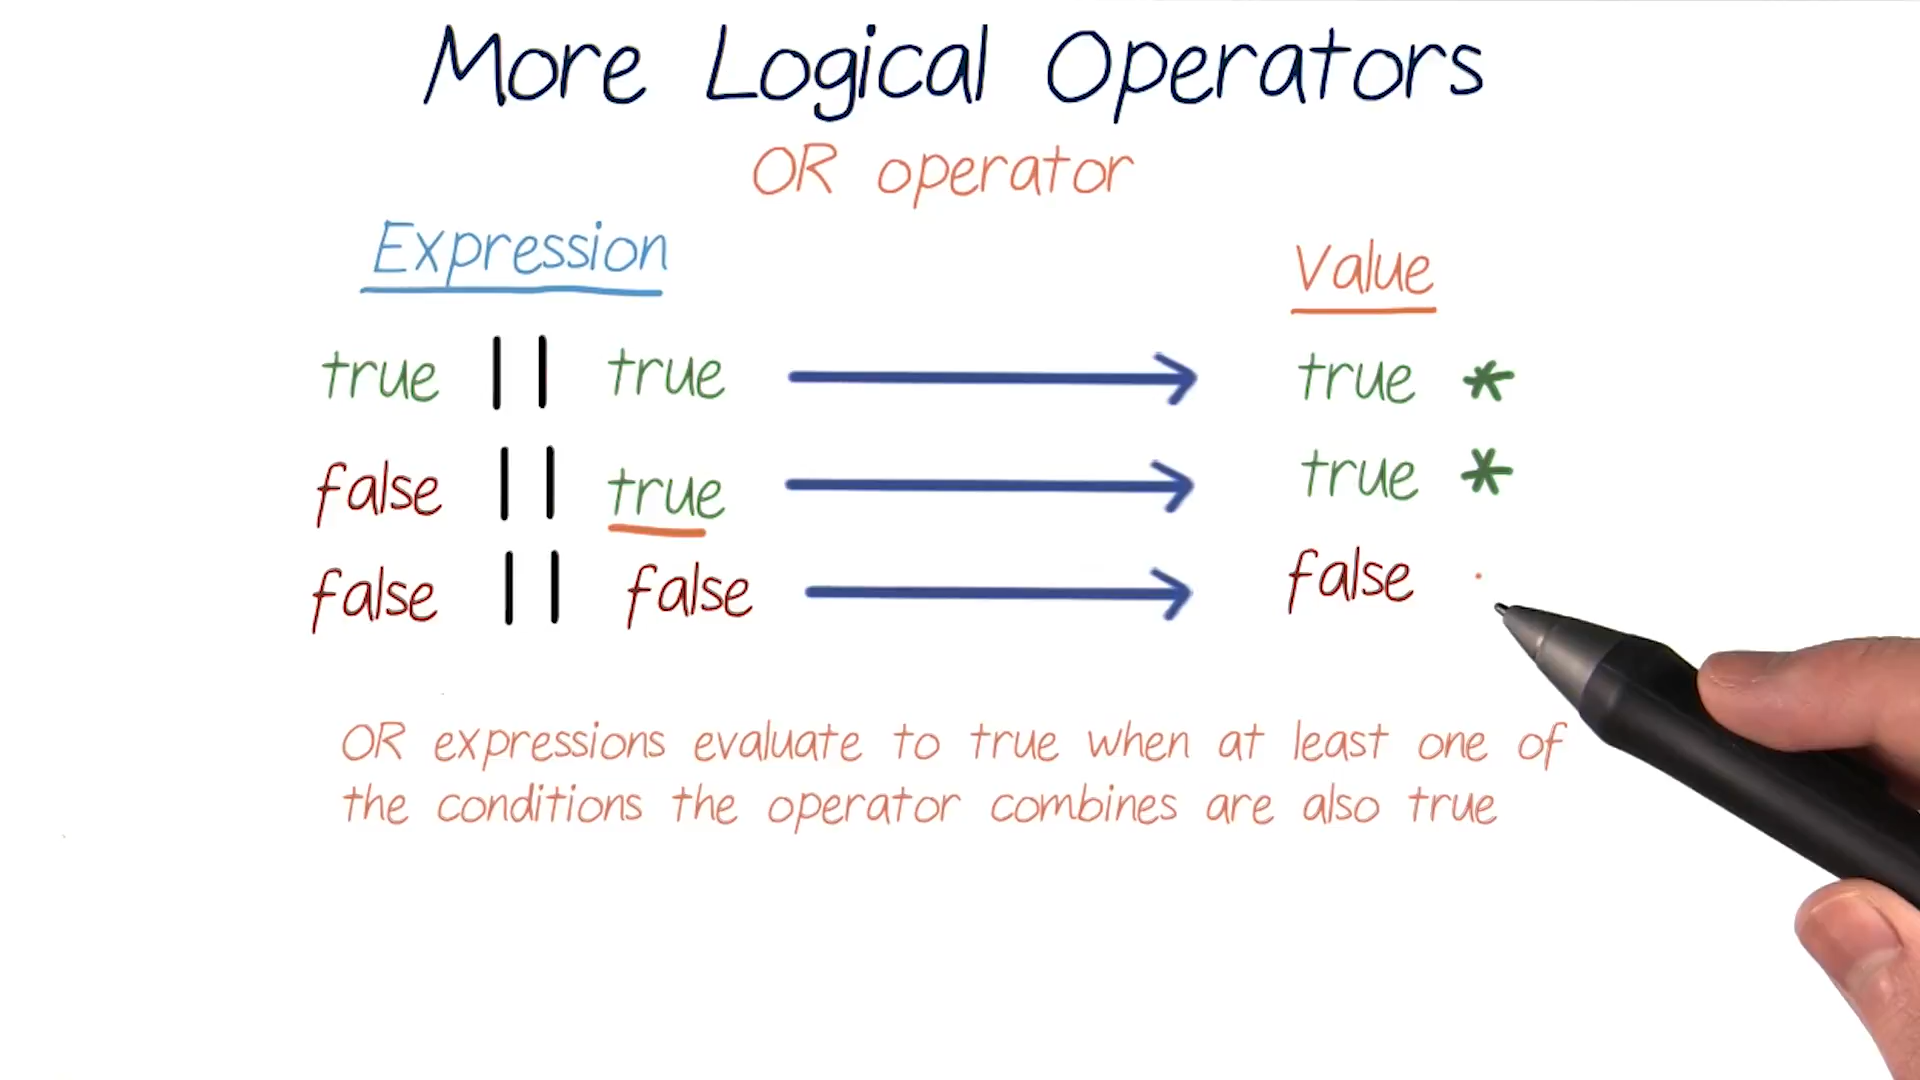 More Logical Operators
OR operator
Expression Value
true || true true *
false || true true *
false || false false
OR expressions evaluate to true when at least one of
the conditions the operator combines are also true